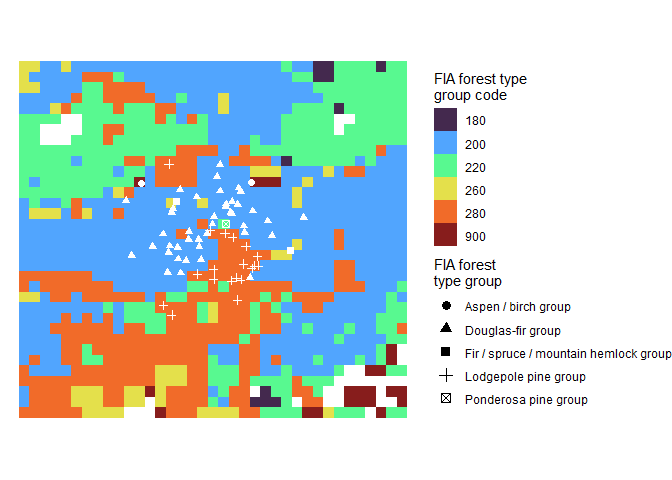 FIA forest type
group code
180
200
220
260
280
900
FIA forest
type group
Aspen / birch group
Douglas-fir group
Fir / spruce / mountain hemlock group
Lodgepole pine group
Ponderosa pine group